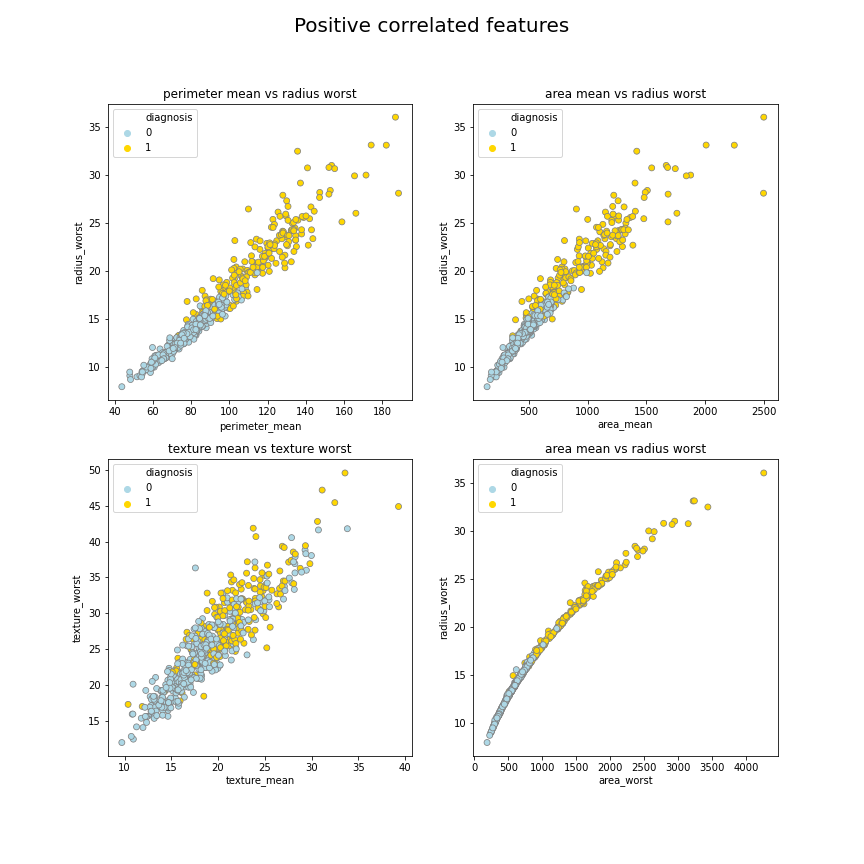 Positive correlated features
perimeter mean vs radius worst
diagnosis
0
1
35
30
25
20
15
10
radius_worst
40 60 80 100 120 140 160 180
perimeter_mean
area mean vs radius worst
diagnosis
0
1
35
30
25
20
15
10
radius_worst
500 1000 1500 2000 2500
area_mean
texture mean vs texture worst
diagnosis
0
1
50
45
40
35
30
25
20
15
texture_worst
10 15 20 25 30 35 40
texture_mean
area mean vs radius worst
diagnosis
0
1
35
30
25
20
15
10
radius_worst
0 500 1000 1500 2000 2500 3000 3500 4000
area_worst